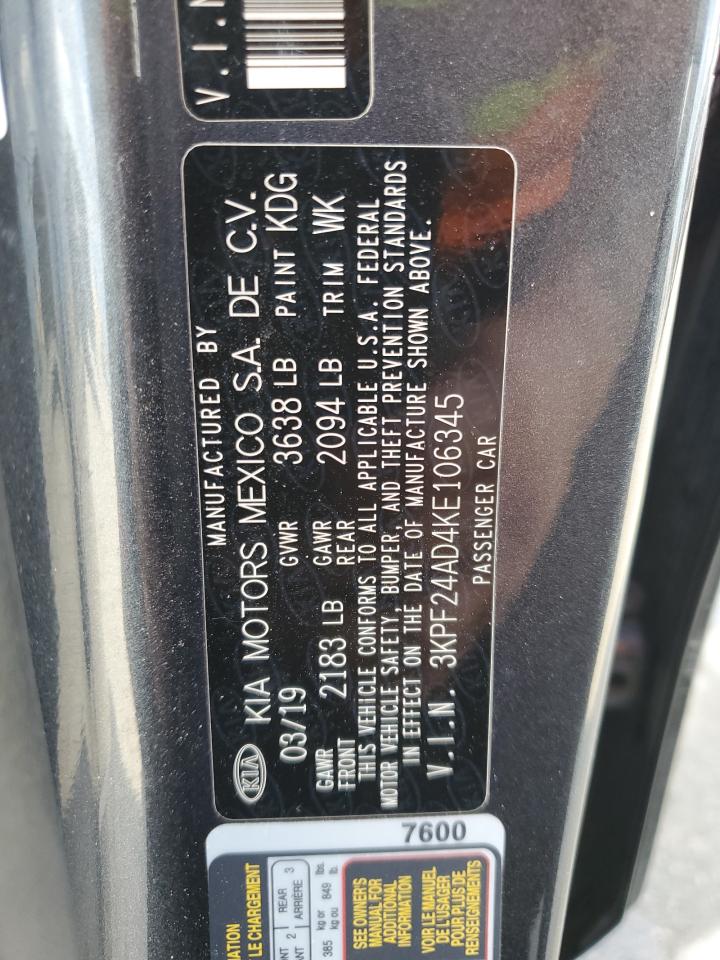 V.I.N
MANUFACTURED BY
KIA KIA MOTORS MEXICO S.A. DE C.V.
03/19 GVWR 3638 LB PAINT KDG
GAWR FRONT 2183 LB GAWR REAR 2094 LB TRIM WK
THIS VEHICLE CONFORMS TO ALL APPLICABLE U.S.A. FEDERAL
MOTOR VEHICLE SAFETY, BUMPER, AND THEFT PREVENTION STANDARDS
IN EFFECT ON THE DATE OF MANUFACTURE SHOWN ABOVE.
V.I.N. 3KPF24AD4KE106345
PASSENGER CAR
7600
LE CHARGEMENT
2 REAR 3
ARRIÈRE
385 kg or 849 lbs.
kg ou lb.
SEE OWNER'S
MANUAL FOR
ADDITIONAL
INFORMATION
VOIR LE MANUEL
DE L'USAGER
POUR PLUS DE
RENSEIGNEMENTS